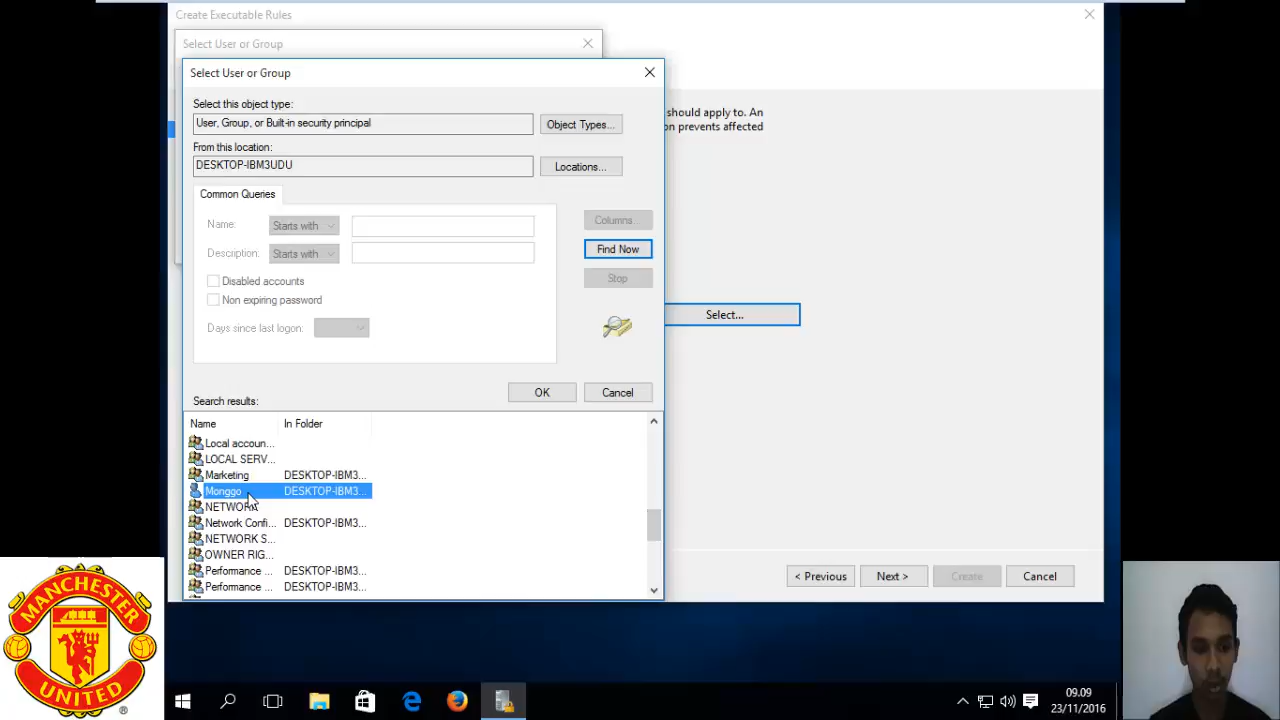 Create Executable Rules
Select User or Group
Select User or Group
Select this object type:
User, Group, or Built-in security principal
Object Types...
should apply to. An
From this location:
n prevents affected
DESKTOP-IBM3UDU
Locations...
Common Queries
Name:
Starts with
Columns...
Description:
Starts with
Find Now
Disabled accounts
Stop
Non expiring password
Days since last logon:
Select...
OK
Cancel
Search results:
Name
In Folder
Local accoun...
LOCAL SERV...
Marketing
DESKTOP-IBM3...
Monggo
DESKTOP-IBM3...
NETWORK
Network Confi...
DESKTOP-IBM3...
NETWORK S...
OWNER RIG...
Performance ...
DESKTOP-IBM3...
Performance ...
DESKTOP-IBM3...
< Previous
Next >
Create
Cancel
MANCHESTER
UNITED
®
09.09
23/11/2016